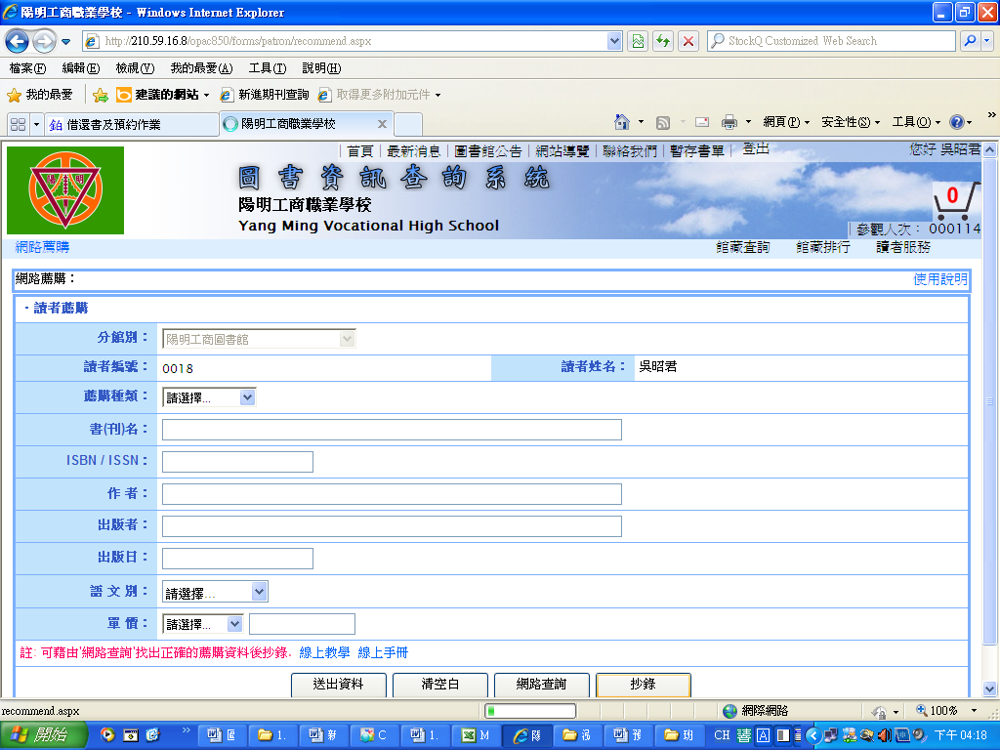 陽明工商職業學校 - Windows Internet Explorer
http://210.59.16.8/opac850/forms/patron/recommend.aspx
StockQ Customized Web Search
檔案(F) 編輯(E) 檢視(V) 我的最愛(A) 工具(T) 說明(H)
我的最愛 建議的網站 新進期刊查詢 取得更多附加元件
借還書及預約作業 陽明工商職業學校 網頁(P) 安全性(S) 工具(O)
首頁 | 最新消息 | 圖書館公告 | 網站導覽 | 聯絡我們 | 暫存書單 | 登出 您好 吳昭君
圖書資訊查詢系統
陽明工商職業學校
Yang Ming Vocational High School
0
參觀人次： 000114
網路薦購 館藏查詢 館藏排行 讀者服務
網路薦購： 使用說明
‧讀者薦購
分館別： 陽明工商圖書館
讀者編號： 0018 讀者姓名： 吳昭君
薦購種類： 請選擇...
書(刊)名：
ISBN / ISSN：
作 者：
出版者：
出版日：
語 文 別： 請選擇...
單 價： 請選擇...
註: 可藉由'網路查詢'找出正確的薦購資料後抄錄. 線上教學 線上手冊
送出資料 清空白 網路查詢 抄錄
recommend.aspx 網際網路 100%
開始 1. 新 C 1. M 陽 班 CH 下午 04:18